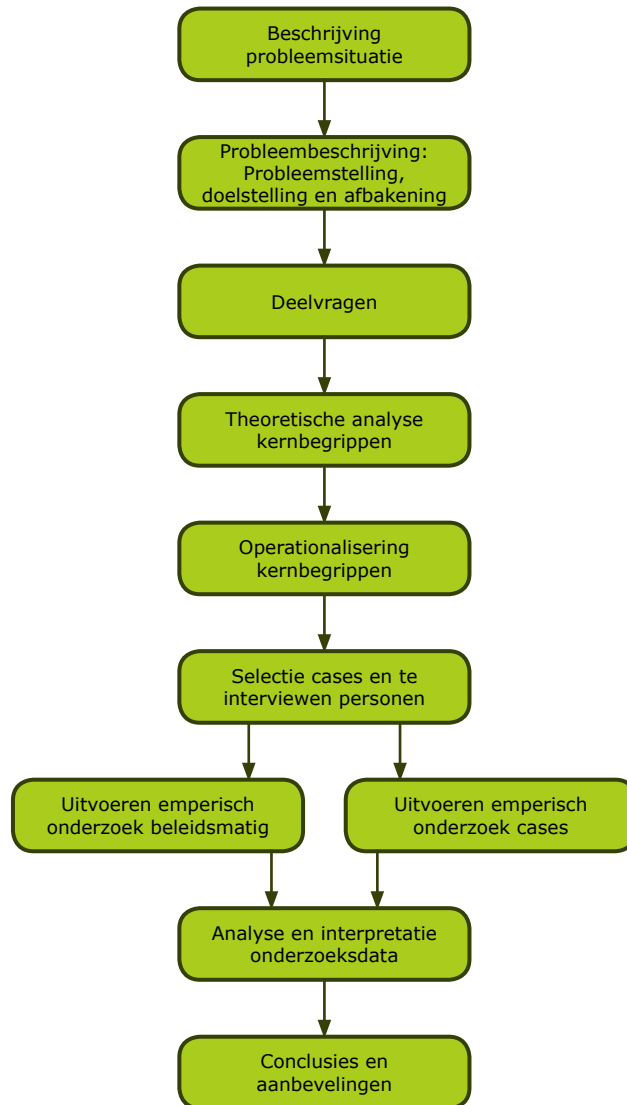 Beschrijving
probleemsituatie
Probleembeschrijving:
Probleemstelling,
doelstelling en afbakening
Deelvragen
Theoretische analyse
kernbegrippen
Operationalisering
kernbegrippen
Selectie cases en te
interviewen personen
Uitvoeren emperisch
onderzoek beleidsmatig
Uitvoeren emperisch
onderzoek cases
Analyse en interpretatie
onderzoeksdata
Conclusies en
aanbevelingen